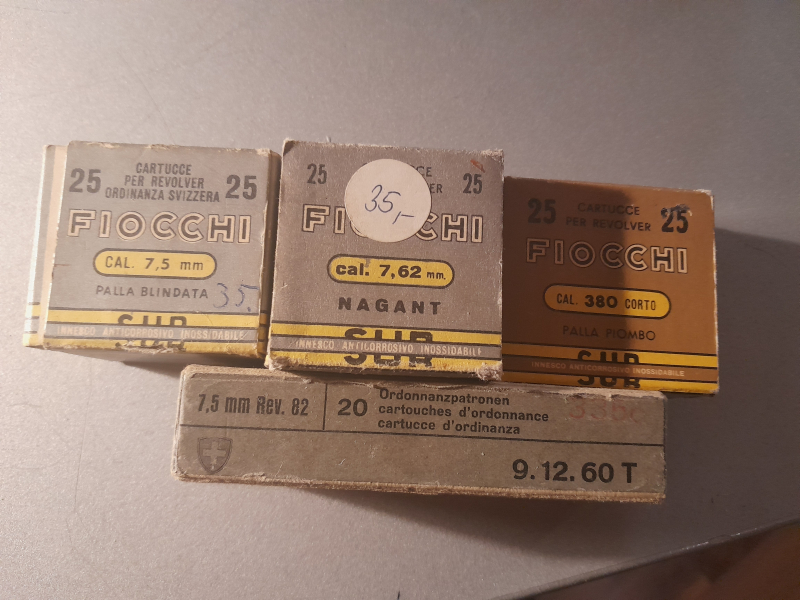 25
CARTUCCE
PER REVOLVER
ORDINANZA SVIZZERA
25
FIOCCHI
CAL. 7,5 mm
PALLA BLINDATA
35.
SUR
INNESCO ANTICORROSIVO INOSSIDABILE
25
35,-
25
FIOCCHI
cal. 7,62 mm.
NAGANT
INNESCO ANTICORROSIVO INOSSIDABILE
25
CARTUCCE
PER REVOLVER
25
FIOCCHI
CAL. 380 CORTO
PALLA PIOMBO
INNESCO ANTICORROSIVO INOSSIDABILE
7,5 mm Rev. 82
20
Ordonnanzpatronen
cartouches d'ordonnance
cartucce d'ordinanza
9.12.60 T